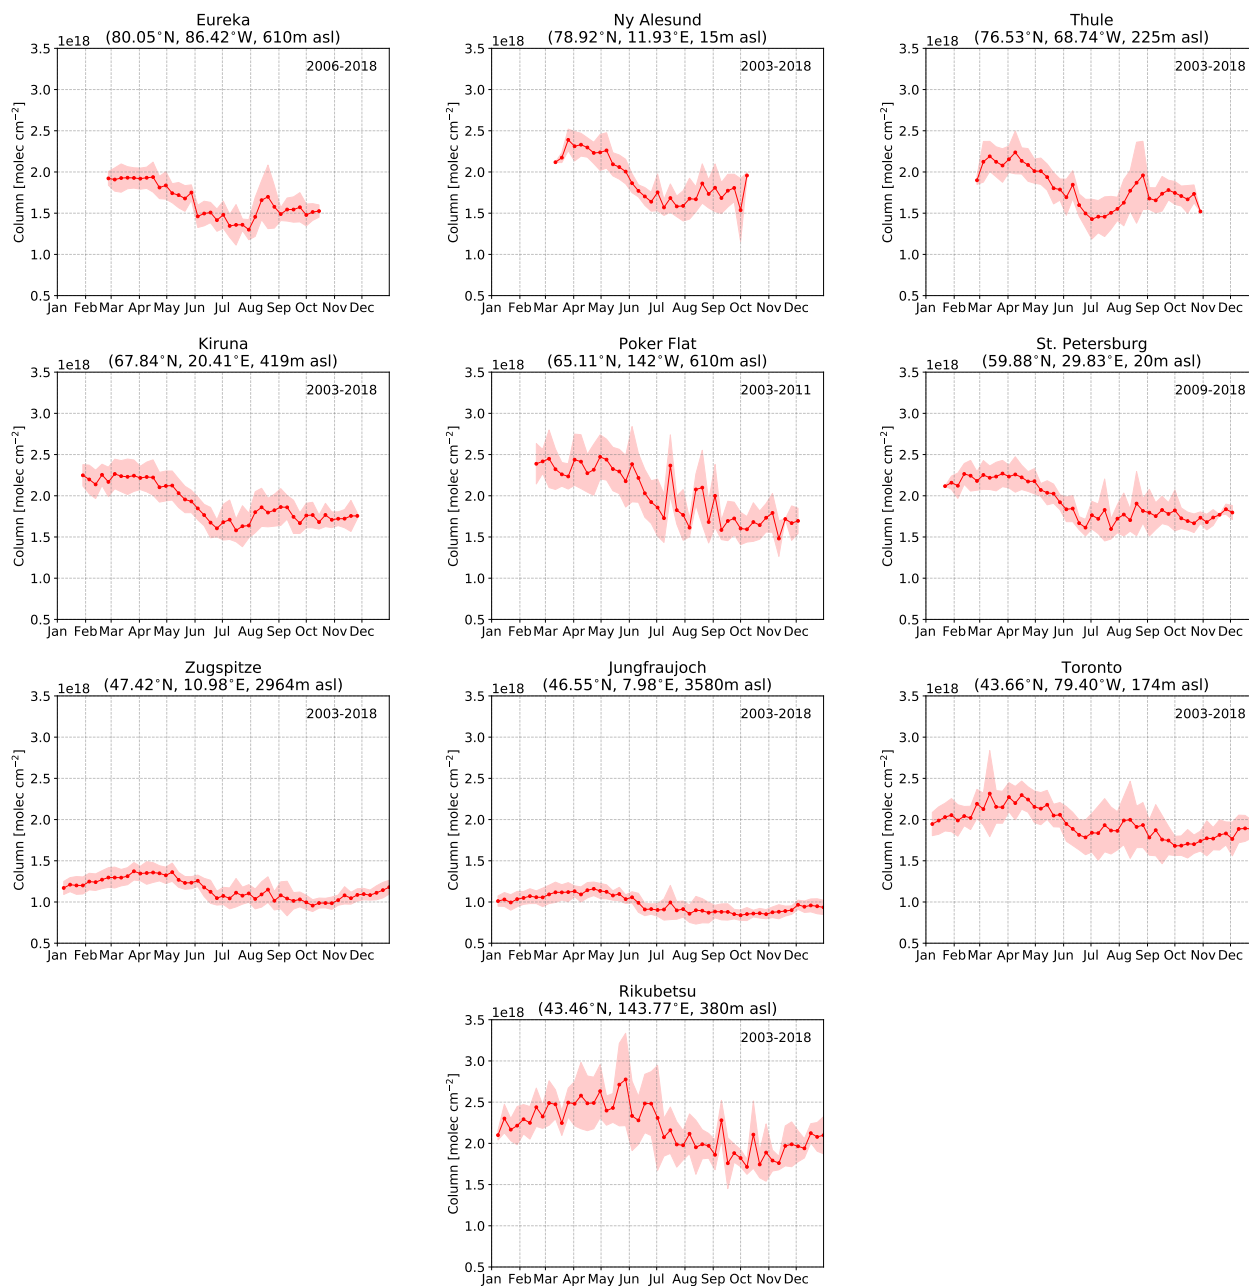 Eureka
(80.05°N, 86.42°W, 610m asl)
1e18
2006-2018
Column [molec cm−2]
3.5
3.0
2.5
2.0
1.5
1.0
0.5
Jan Feb Mar Apr May Jun Jul Aug Sep Oct Nov Dec
Ny Alesund
(78.92°N, 11.93°E, 15m asl)
1e18
2003-2018
Column [molec cm−2]
3.5
3.0
2.5
2.0
1.5
1.0
0.5
Jan Feb Mar Apr May Jun Jul Aug Sep Oct Nov Dec
Thule
(76.53°N, 68.74°W, 225m asl)
1e18
2003-2018
Column [molec cm−2]
3.5
3.0
2.5
2.0
1.5
1.0
0.5
Jan Feb Mar Apr May Jun Jul Aug Sep Oct Nov Dec
Kiruna
(67.84°N, 20.41°E, 419m asl)
1e18
2003-2018
Column [molec cm−2]
3.5
3.0
2.5
2.0
1.5
1.0
0.5
Jan Feb Mar Apr May Jun Jul Aug Sep Oct Nov Dec
Poker Flat
(65.11°N, 142°W, 610m asl)
1e18
2003-2011
Column [molec cm−2]
3.5
3.0
2.5
2.0
1.5
1.0
0.5
Jan Feb Mar Apr May Jun Jul Aug Sep Oct Nov Dec
St. Petersburg
(59.88°N, 29.83°E, 20m asl)
1e18
2009-2018
Column [molec cm−2]
3.5
3.0
2.5
2.0
1.5
1.0
0.5
Jan Feb Mar Apr May Jun Jul Aug Sep Oct Nov Dec
Zugspitze
(47.42°N, 10.98°E, 2964m asl)
1e18
2003-2018
Column [molec cm−2]
3.5
3.0
2.5
2.0
1.5
1.0
0.5
Jan Feb Mar Apr May Jun Jul Aug Sep Oct Nov Dec
Jungfraujoch
(46.55°N, 7.98°E, 3580m asl)
1e18
2003-2018
Column [molec cm−2]
3.5
3.0
2.5
2.0
1.5
1.0
0.5
Jan Feb Mar Apr May Jun Jul Aug Sep Oct Nov Dec
Toronto
(43.66°N, 79.40°W, 174m asl)
1e18
2003-2018
Column [molec cm−2]
3.5
3.0
2.5
2.0
1.5
1.0
0.5
Jan Feb Mar Apr May Jun Jul Aug Sep Oct Nov Dec
Rikubetsu
(43.46°N, 143.77°E, 380m asl)
1e18
2003-2018
Column [molec cm−2]
3.5
3.0
2.5
2.0
1.5
1.0
0.5
Jan Feb Mar Apr May Jun Jul Aug Sep Oct Nov Dec